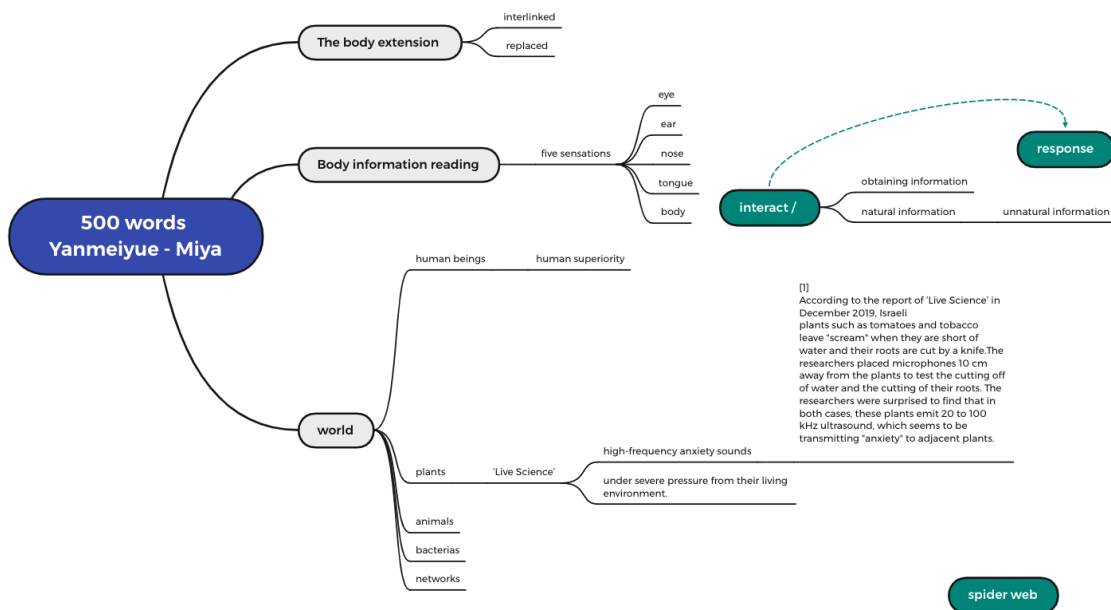 500 words
Yanmeiyue - Miya
The body extension
interlinked
replaced
Body information reading
five sensations
eye
ear
nose
tongue
body
interact /
obtaining information
natural information
unnatural information
response
world
human beings
human superiority
plants
‘Live Science’
high-frequency anxiety sounds
[1]
According to the report of ‘Live Science’ in
December 2019, Israeli
plants such as tomatoes and tobacco
leave "scream" when they are short of
water and their roots are cut by a knife.The
researchers placed microphones 10 cm
away from the plants to test the cutting off
of water and the cutting of their roots. The
researchers were surprised to find that in
both cases, these plants emit 20 to 100
kHz ultrasound, which seems to be
transmitting "anxiety" to adjacent plants.
under severe pressure from their living
environment.
animals
bacterias
networks
spider web